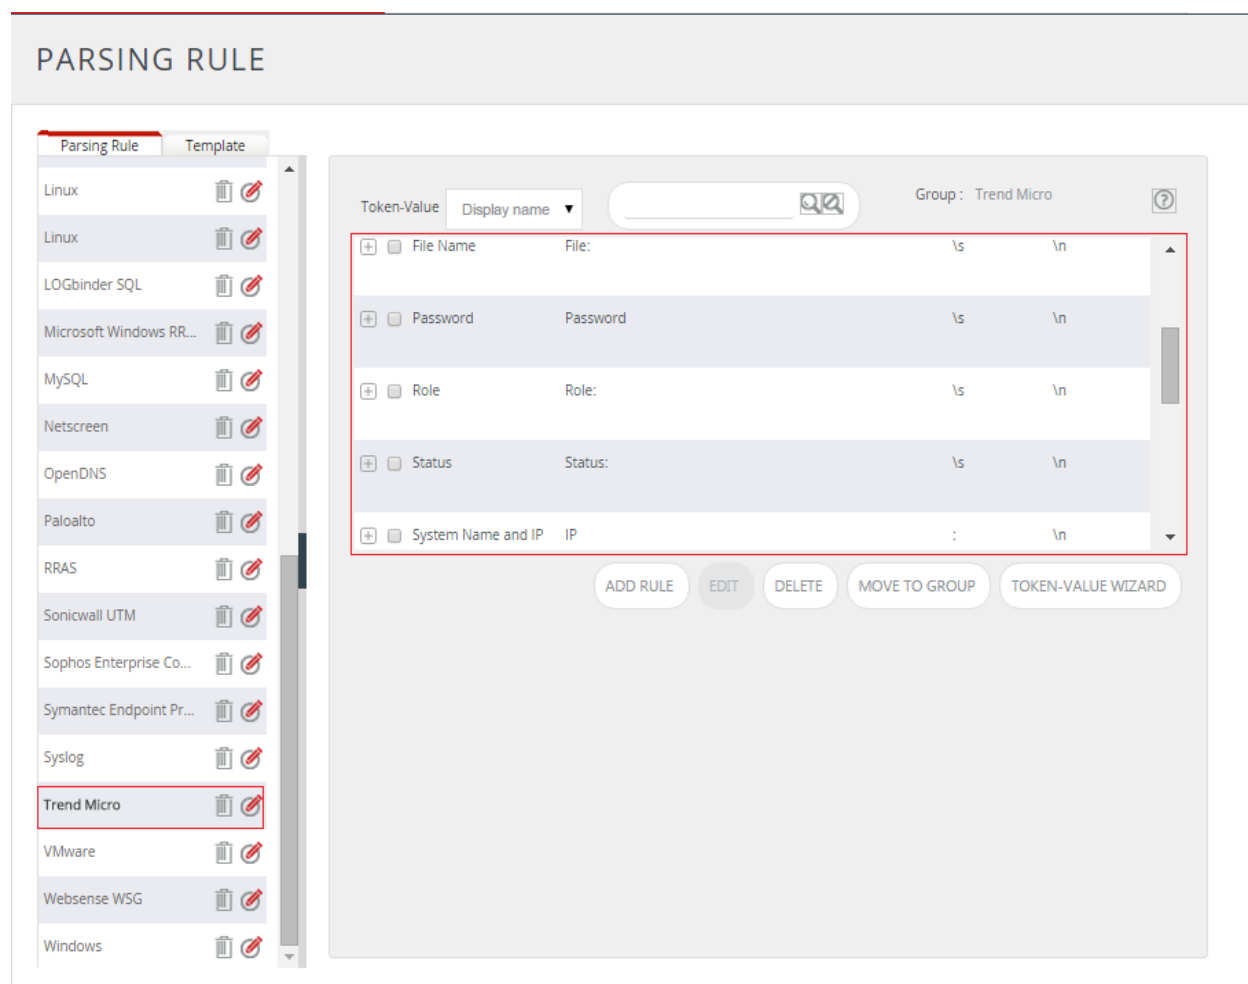 PARSING RULE
Parsing Rule Template
Linux
Linux
LOGbinder SQL
Microsoft Windows RR...
MySQL
Netscreen
OpenDNS
Paloalto
RRAS
Sonicwall UTM
Sophos Enterprise Co...
Symantec Endpoint Pr...
Syslog
Trend Micro
VMware
Websense WSG
Windows
Token-Value Display name Group : Trend Micro
File Name File: \s \n
Password Password \s \n
Role Role: \s \n
Status Status: \s \n
System Name and IP IP : \n
ADD RULE EDIT DELETE MOVE TO GROUP TOKEN-VALUE WIZARD